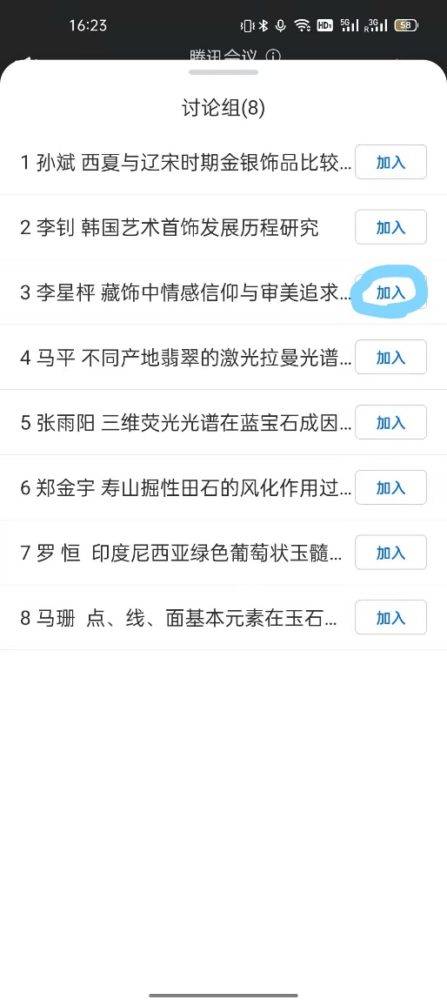 16:23
HD1
5G
3G
R
58
腾讯会议
讨论组(8)
1 孙斌 西夏与辽宋时期金银饰品比较... 加入
2 李钊 韩国艺术首饰发展历程研究 加入
3 李星枰 藏饰中情感信仰与审美追求... 加入
4 马平 不同产地翡翠的激光拉曼光谱... 加入
5 张雨阳 三维荧光光谱在蓝宝石成因... 加入
6 郑金宇 寿山掘性田石的风化作用过... 加入
7 罗 恒 印度尼西亚绿色葡萄状玉髓... 加入
8 马珊 点、线、面基本元素在玉石... 加入